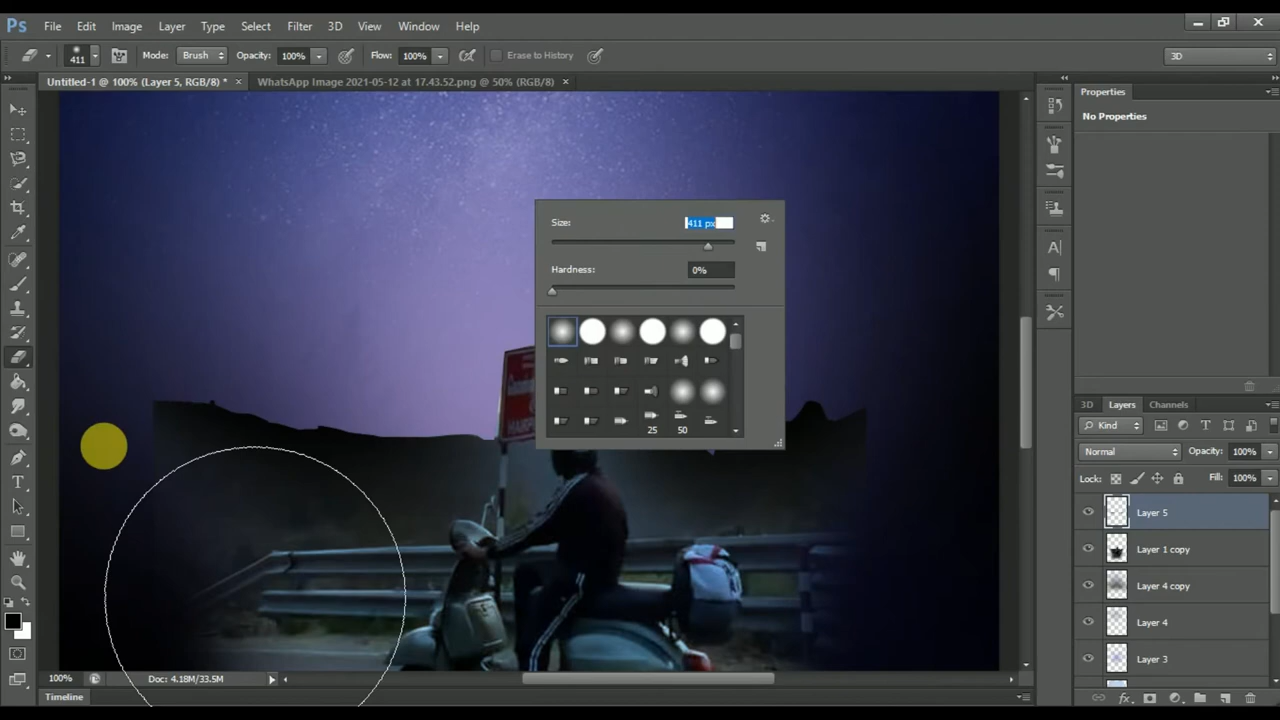 Ps File Edit Image Layer Type Select Filter 3D View Window Help
411 Mode: Brush Opacity: 100% Flow: 100% Erase to History 3D
Untitled-1 @ 100% (Layer 5, RGB/8) * × WhatsApp Image 2021-05-12 at 17.43.52.png @ 50% (RGB/8) ×
Properties
No Properties
Size: 411 px
Hardness: 0%
25 50
3D Layers Channels
Kind
Normal Opacity: 100%
Lock: Fill: 100%
Layer 5
Layer 1 copy
Layer 4 copy
Layer 4
Layer 3
100% Doc: 4.18M/33.5M
Timeline